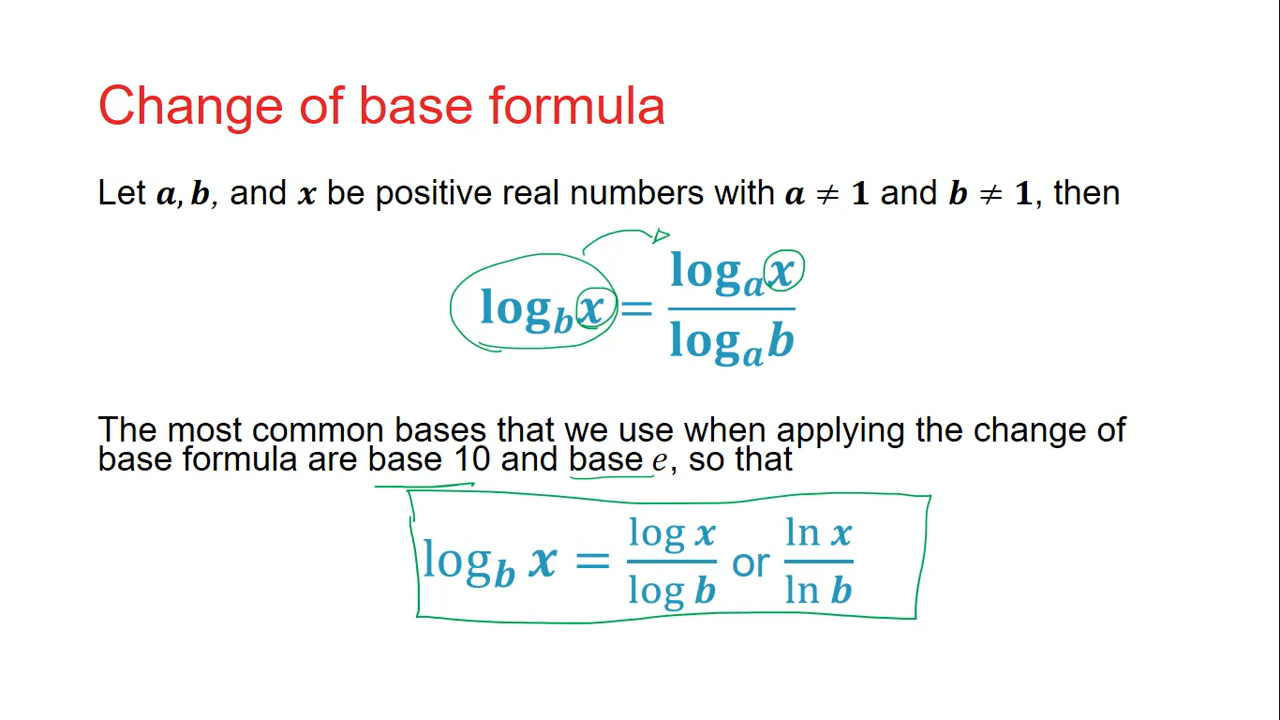 Change of base formula
Let a, b, and x be positive real numbers with a ≠ 1 and b ≠ 1, then
log_b x = (log_a x)/(log_a b)
The most common bases that we use when applying the change of
base formula are base 10 and base e, so that
log_b x = (log x)/(log b) or (ln x)/(ln b)